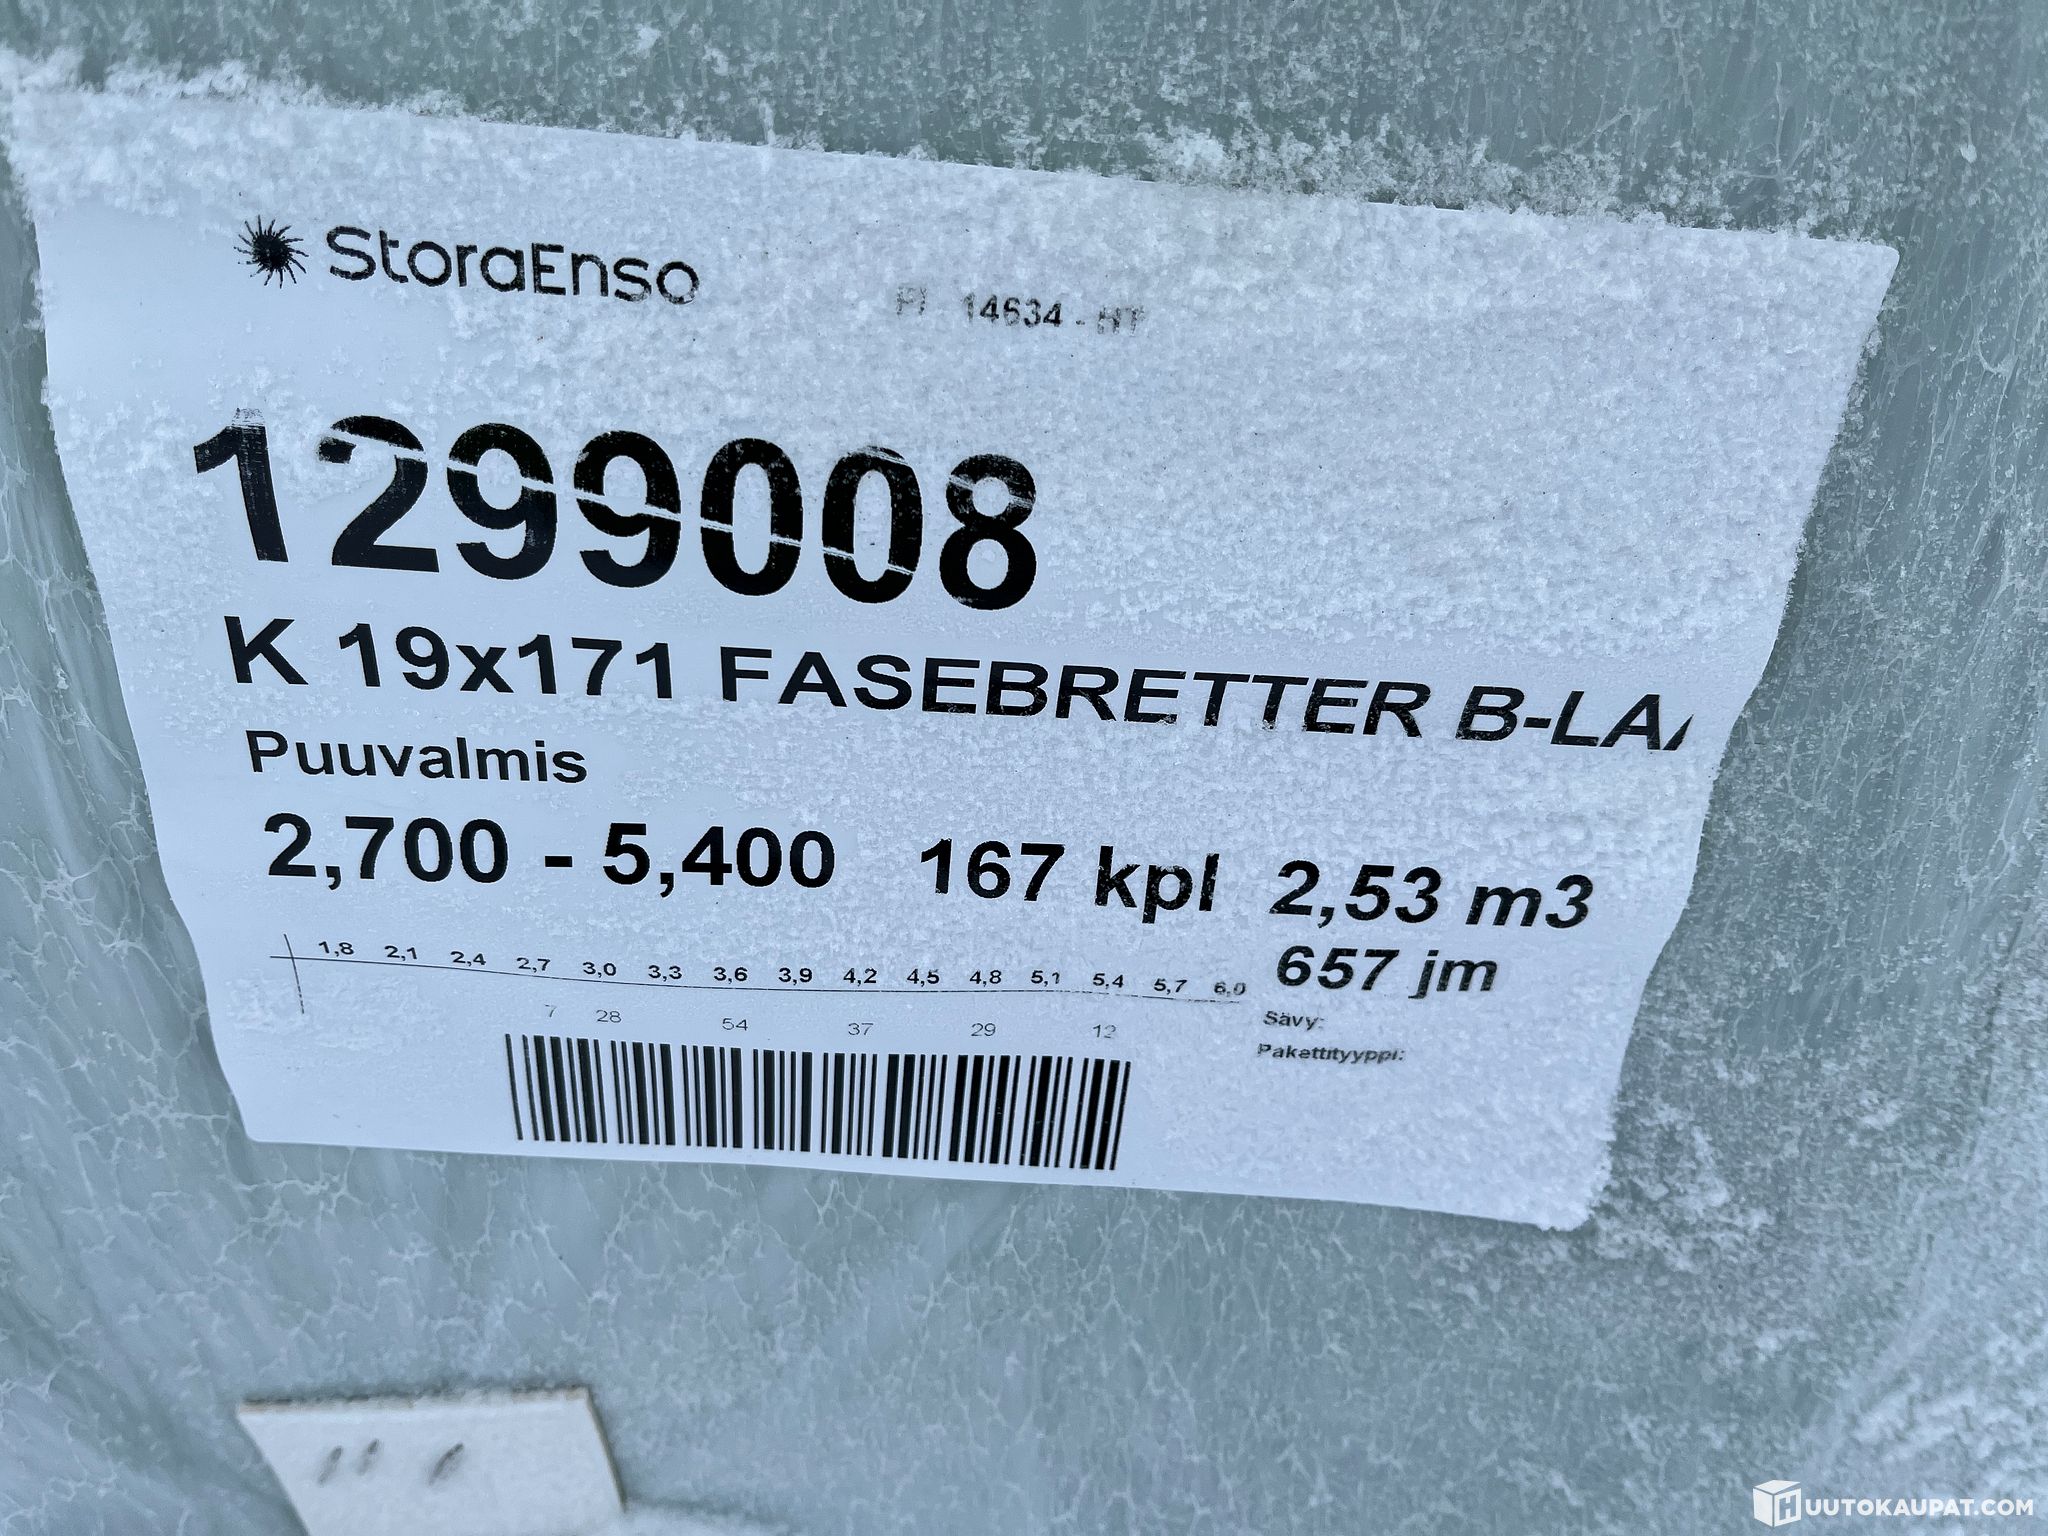 StoraEnso
FI 14634 - HT
1299008
K 19x171 FASEBRETTER B-LA
Puuvalmis
2,700 - 5,400 167 kpl 2,53 m3
657 jm
1,8 2,1 2,4 2,7 3,0 3,3 3,6 3,9 4,2 4,5 4,8 5,1 5,4 5,7 6,0
7 28 54 37 29 12
Sävy:
Pakettityyppi:
HUUTOKAUPAT.COM